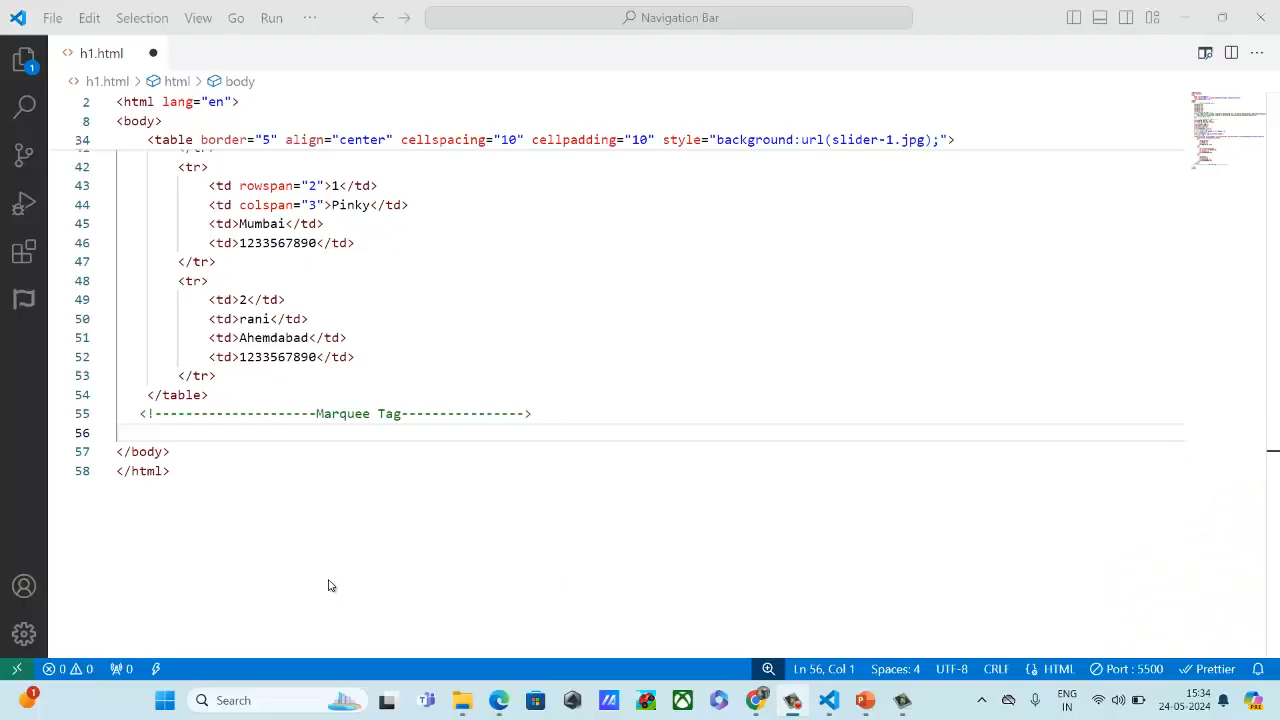 File Edit Selection View Go Run ··· Navigation Bar
h1.html
h1.html > html > body
2 <html lang="en">
8 <body>
34 <table border="5" align="center" cellspacing="10" cellpadding="10" style="background:url(slider-1.jpg);">
42 <tr>
43 <td rowspan="2">1</td>
44 <td colspan="3">Pinky</td>
45 <td>Mumbai</td>
46 <td>1233567890</td>
47 </tr>
48 <tr>
49 <td>2</td>
50 <td>rani</td>
51 <td>Ahemdabad</td>
52 <td>1233567890</td>
53 </tr>
54 </table>
55 <!---------------------Marquee Tag---------------->
56
57 </body>
58 </html>
0 0 0 Ln 56, Col 1 Spaces: 4 UTF-8 CRLF HTML Port : 5500 Prettier
1 Search ENG IN 15:34 28-05-2024